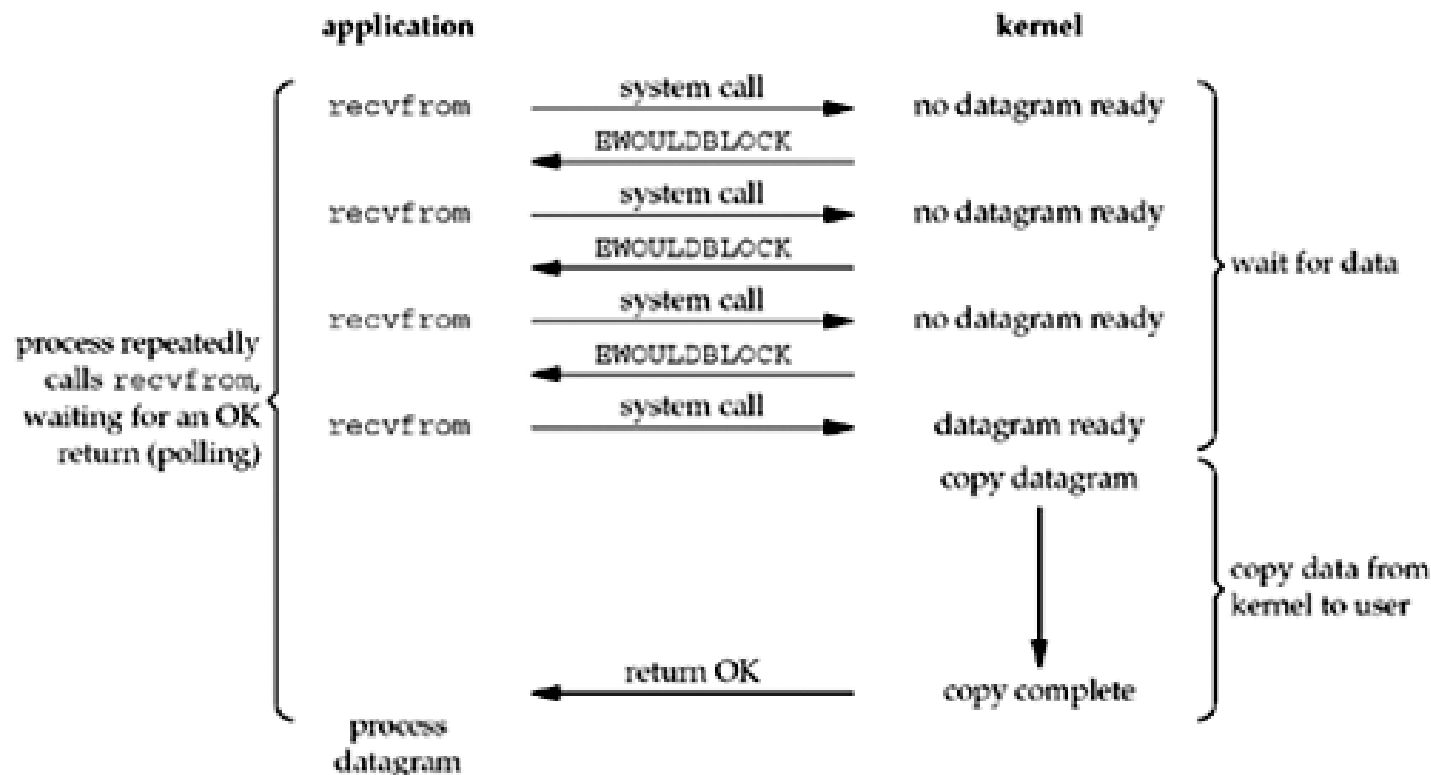 application
kernel
recvfrom
system call
no datagram ready
EWOULDBLOCK
recvfrom
system call
no datagram ready
EWOULDBLOCK
recvfrom
system call
no datagram ready
EWOULDBLOCK
recvfrom
system call
datagram ready
wait for data
process repeatedly
calls recvfrom,
waiting for an OK
return (polling)
copy datagram
copy data from
kernel to user
return OK
copy complete
process
datagram